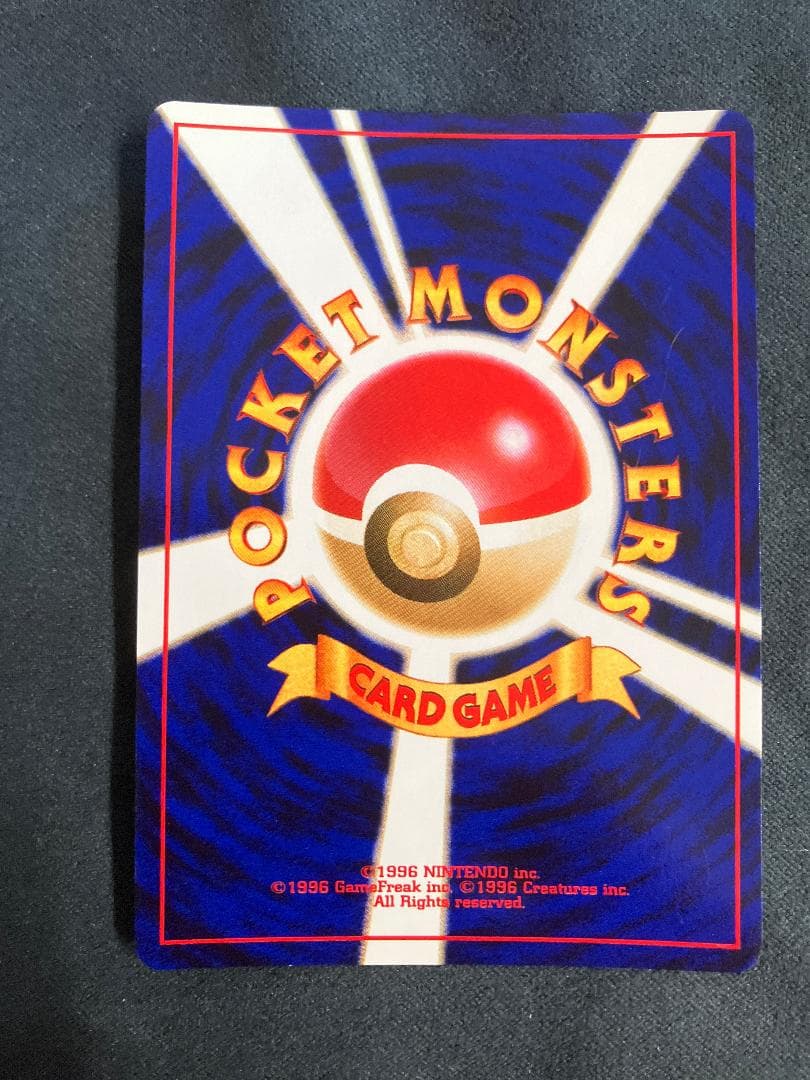 POCKET MONSTERS
CARD GAME
©1996 NINTENDO inc.
©1996 GameFreak inc. ©1996 Creatures inc.
All Rights reserved.